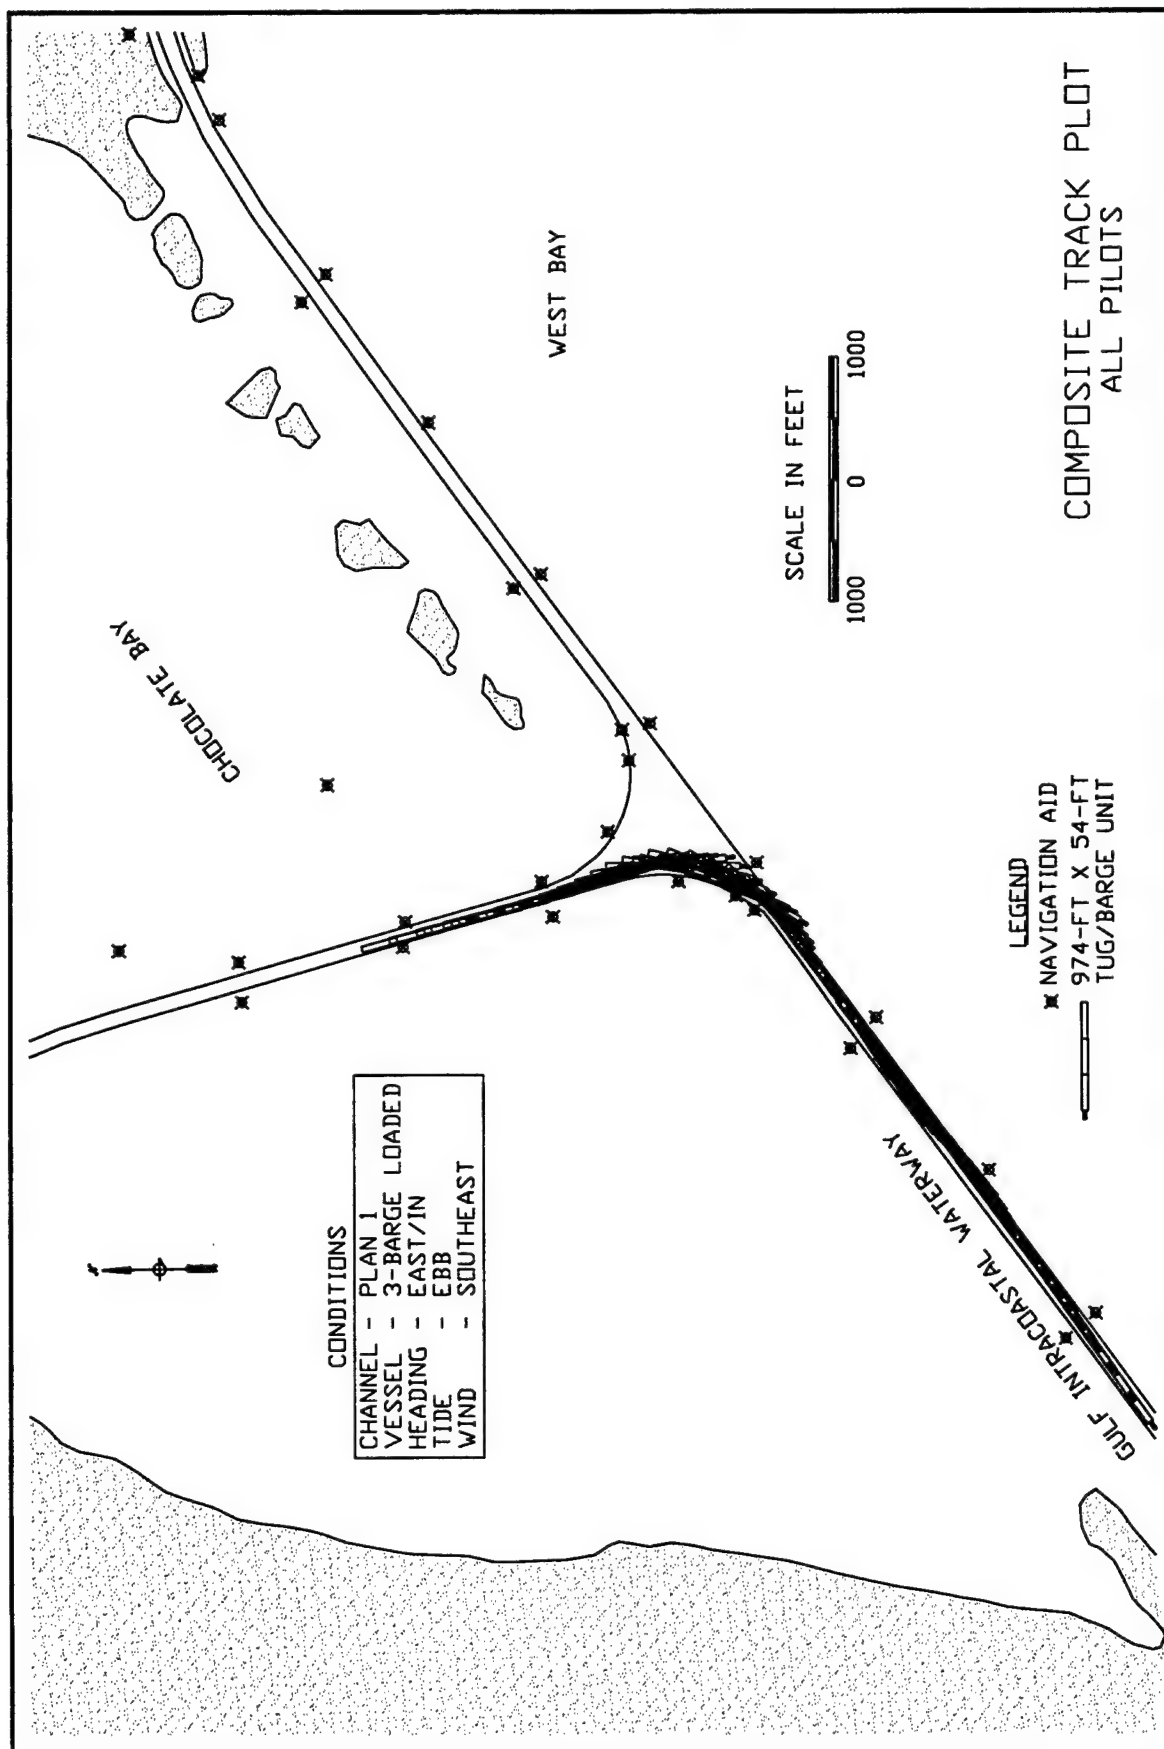 CHOCOLATE BAY
WEST BAY
GULF INTRACOASTAL WATERWAY
CONDITIONS
CHANNEL - PLAN 1
VESSEL - 3-BARGE LOADED
HEADING - EAST/IN
TIDE - EBB
WIND - SOUTHEAST
SCALE IN FEET
1000 0 1000
LEGEND
NAVIGATION AID
974-FT X 54-FT
TUG/BARGE UNIT
COMPOSITE TRACK PLOT
ALL PILOTS